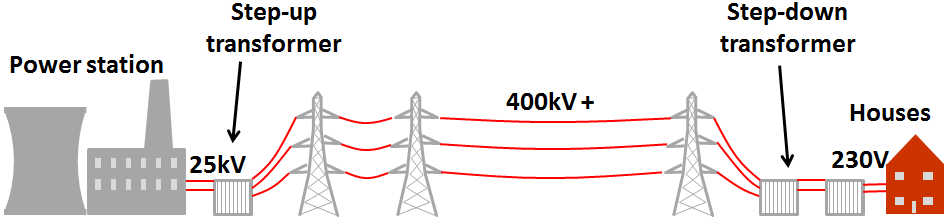 Power station
Step-up
transformer
25kV
400kV +
Step-down
transformer
Houses
230V